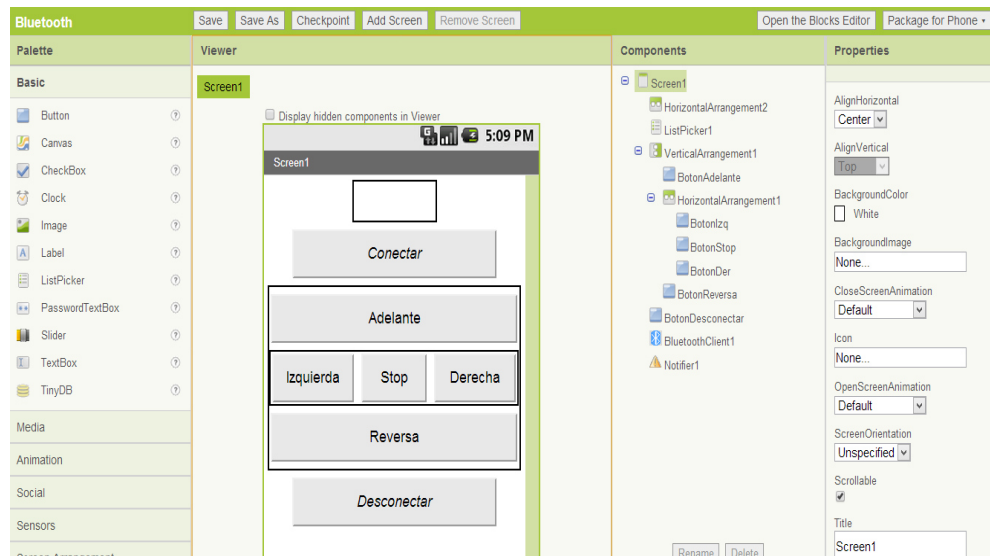 Bluetooth Save Save As Checkpoint Add Screen Remove Screen Open the Blocks Editor Package for Phone
Palette
Basic
Button
Canvas
CheckBox
Clock
Image
Label
ListPicker
PasswordTextBox
Slider
TextBox
TinyDB
Media
Animation
Social
Sensors
Viewer
Screen1
Display hidden components in Viewer
5:09 PM
Screen1
Conectar
Adelante
Izquierda Stop Derecha
Reversa
Desconectar
Components
Screen1
HorizontalArrangement2
ListPicker1
VerticalArrangement1
BotonAdelante
HorizontalArrangement1
BotonIzq
BotonStop
BotonDer
BotonReversa
BotonDesconectar
BluetoothClient1
Notifier1
Rename Delete
Properties
AlignHorizontal
Center
AlignVertical
Top
BackgroundColor
White
BackgroundImage
None...
CloseScreenAnimation
Default
Icon
None...
OpenScreenAnimation
Default
ScreenOrientation
Unspecified
Scrollable
Title
Screen1